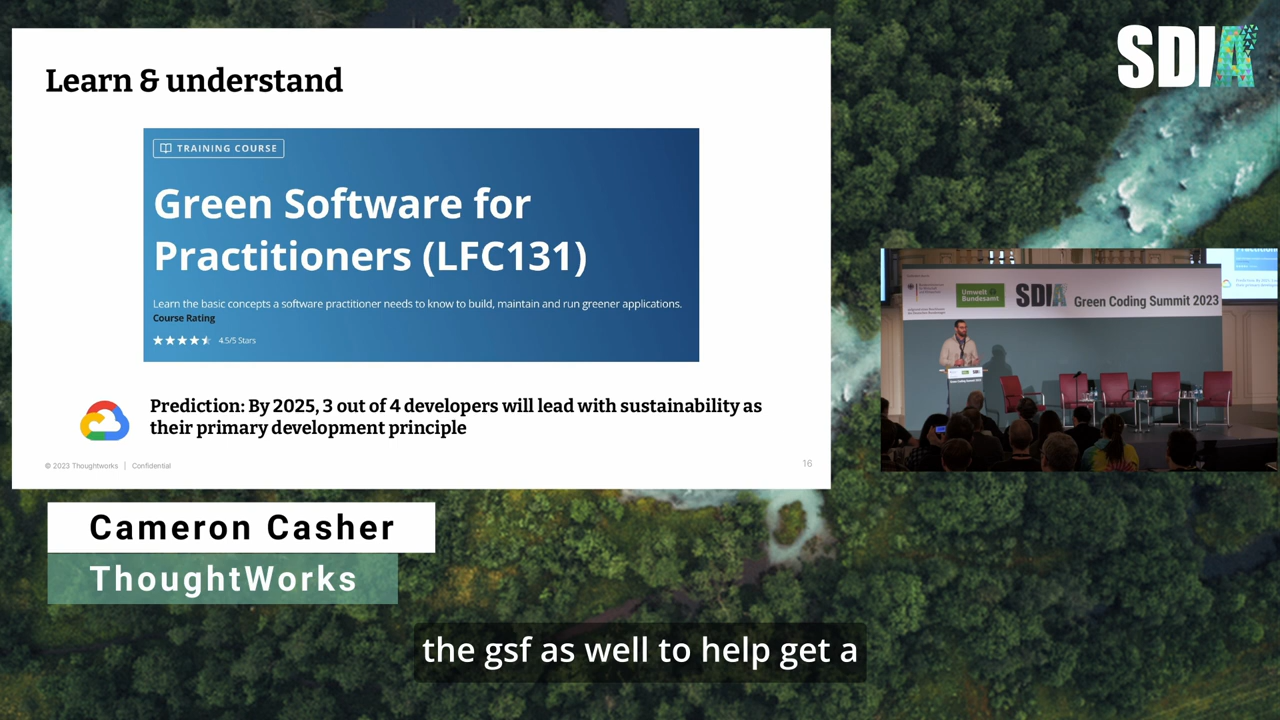 SDIA
Learn & understand
TRAINING COURSE
Green Software for
Practitioners (LFC131)
Learn the basic concepts a software practitioner needs to know to build, maintain and run greener applications.
Course Rating
4.5/5 Stars
Prediction: By 2025, 3 out of 4 developers will lead with sustainability as
their primary development principle
© 2023 Thoughtworks | Confidential
16
Umwelt
Bundesamt
SDIA
Green Coding Summit 2023
Cameron Casher
ThoughtWorks
the gsf as well to help get a